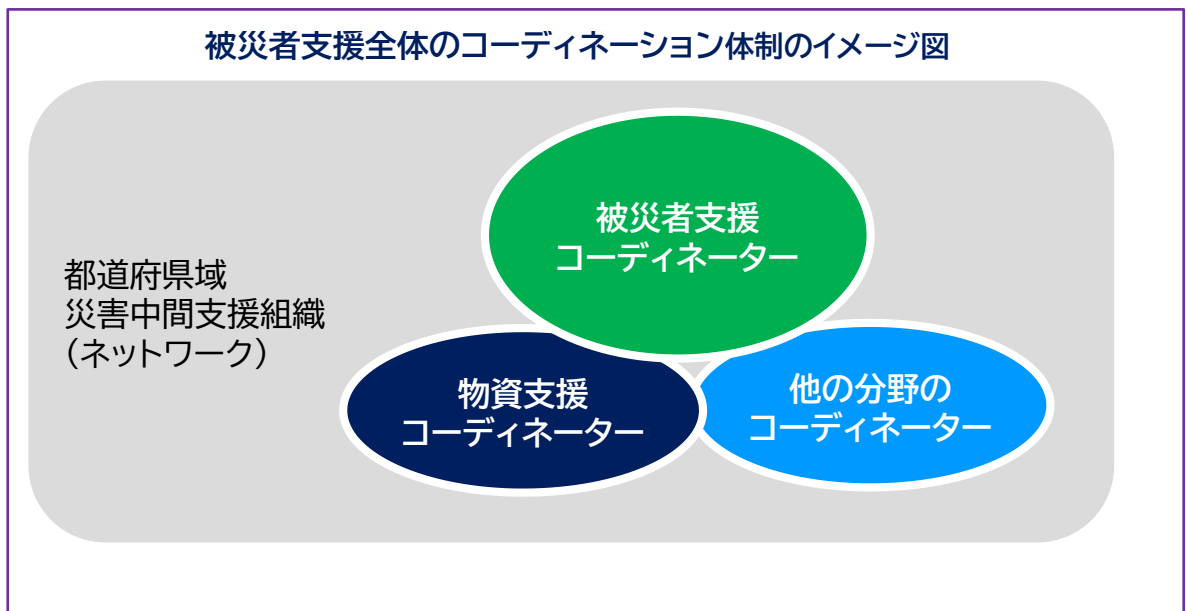 被災者支援全体のコーディネーション体制のイメージ図
被災者支援
コーディネーター
都道府県域
災害中間支援組織
(ネットワーク)
物資支援
コーディネーター
他の分野の
コーディネーター